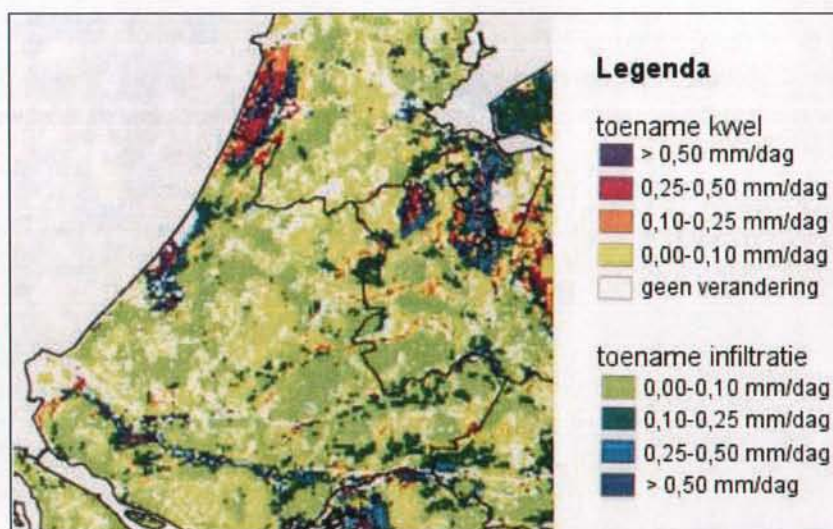 Legenda
toename kwel
> 0,50 mm/dag
0,25-0,50 mm/dag
0,10-0,25 mm/dag
0,00-0,10 mm/dag
geen verandering
toename infiltratie
0,00-0,10 mm/dag
0,10-0,25 mm/dag
0,25-0,50 mm/dag
> 0,50 mm/dag